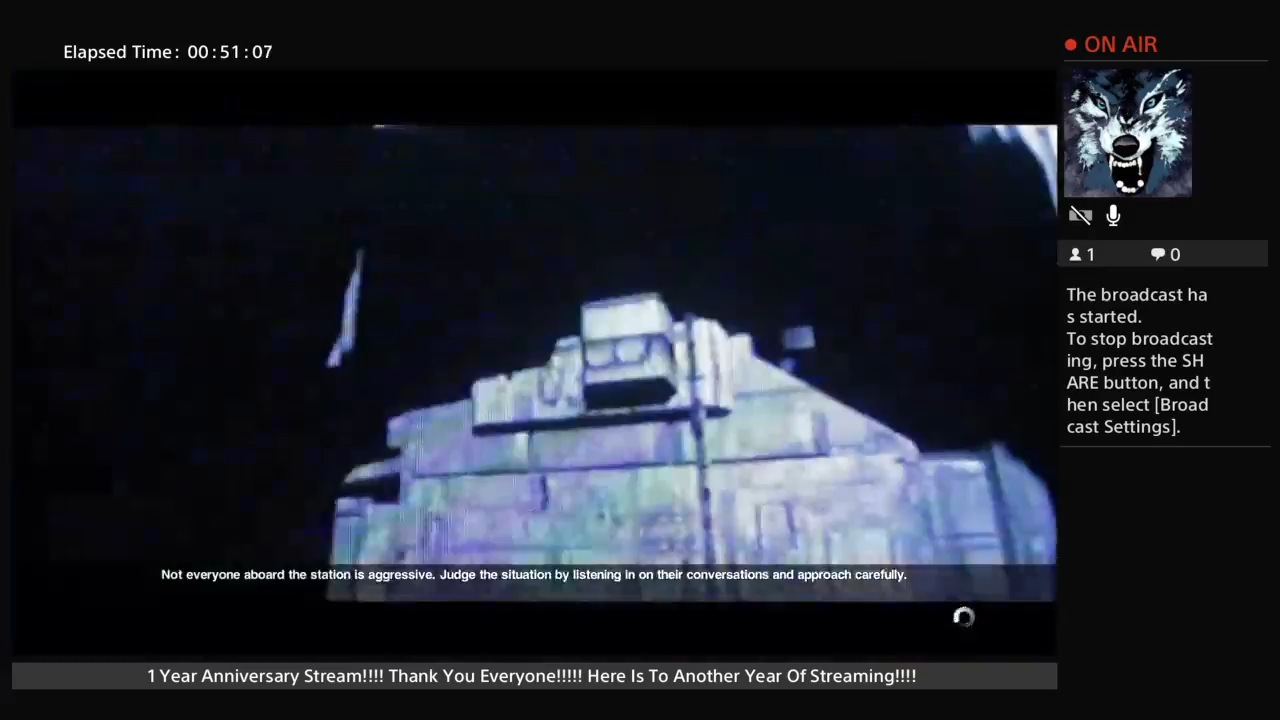 Elapsed Time: 00:51:07
ON AIR
1
0
The broadcast ha
s started.
To stop broadcast
ing, press the SH
ARE button, and t
hen select [Broad
cast Settings].
Not everyone aboard the station is aggressive. Judge the situation by listening in on their conversations and approach carefully.
1 Year Anniversary Stream!!!! Thank You Everyone!!!!! Here Is To Another Year Of Streaming!!!!